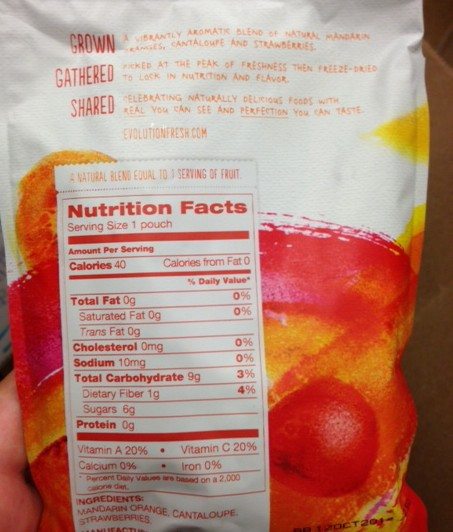 GROWN A VIBRANTLY AROMATIC BLEND OF NATURAL MANDARIN
ORANGES, CANTALOUPE AND STRAWBERRIES.
GATHERED PICKED AT THE PEAK OF FRESHNESS THEN FREEZE-DRIED
TO LOCK IN NUTRITION AND FLAVOR.
SHARED CELEBRATING NATURALLY DELICIOUS FOODS WITH
REAL YOU CAN SEE AND PERFECTION YOU CAN TASTE.
EVOLUTIONFRESH.COM
A NATURAL BLEND EQUAL TO 1 SERVING OF FRUIT.
Nutrition Facts
Serving Size 1 pouch
Amount Per Serving
Calories 40 Calories from Fat 0
% Daily Value*
Total Fat 0g 0%
Saturated Fat 0g 0%
Trans Fat 0g
Cholesterol 0mg 0%
Sodium 10mg 0%
Total Carbohydrate 9g 3%
Dietary Fiber 1g 4%
Sugars 6g
Protein 0g
Vitamin A 20% • Vitamin C 20%
Calcium 0% • Iron 0%
* Percent Daily Values are based on a 2,000
calorie diet.
INGREDIENTS:
MANDARIN ORANGE, CANTALOUPE,
STRAWBERRIES
12OCT